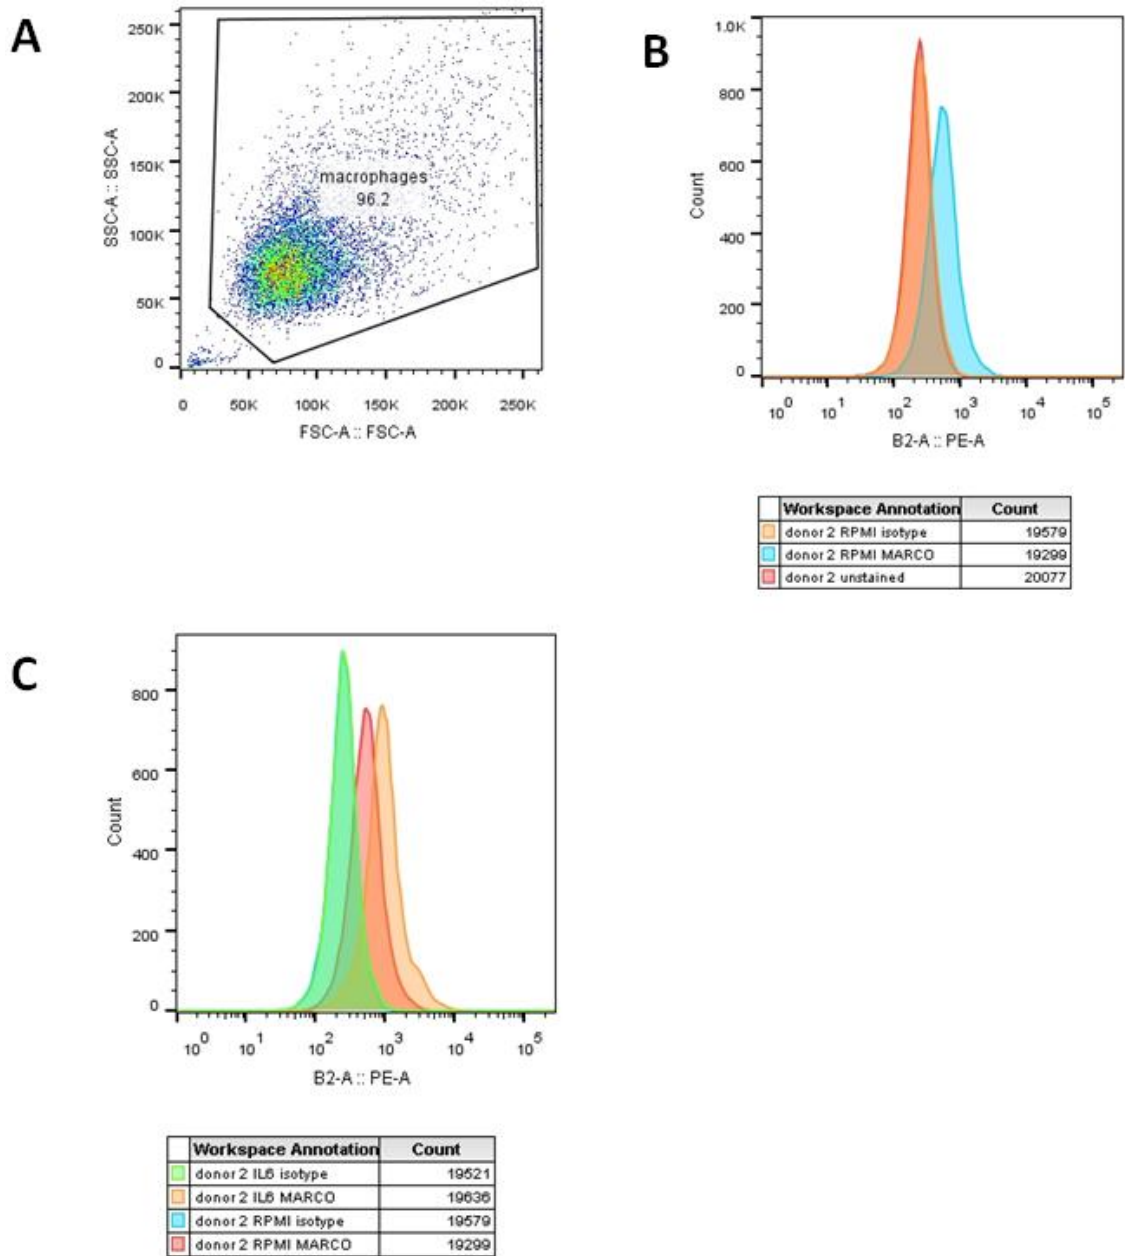 A
250K
200K
150K
100K
50K
0
SSC-A :: SSC-A
macrophages
96.2
0 50K 100K 150K 200K 250K
FSC-A :: FSC-A
B
1.0K
800
600
400
200
0
Count
10^0 10^1 10^2 10^3 10^4 10^5
B2-A :: PE-A
Workspace Annotation Count
donor 2 RPMI isotype 19579
donor 2 RPMI MARCO 19299
donor 2 unstained 20077
C
800
600
400
200
0
Count
10^0 10^1 10^2 10^3 10^4 10^5
B2-A :: PE-A
Workspace Annotation Count
donor 2 IL6 isotype 19521
donor 2 IL6 MARCO 19636
donor 2 RPMI isotype 19579
donor 2 RPMI MARCO 19299